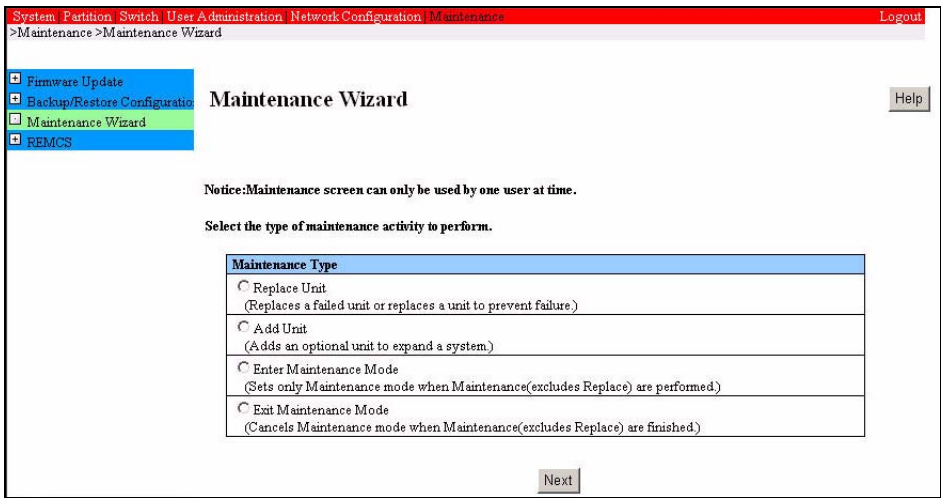 System | Partition | Switch | User Administration | Network Configuration | Maintenance Logout
>Maintenance >Maintenance Wizard
Firmware Update
Backup/Restore Configuratio
Maintenance Wizard
REMCS
Maintenance Wizard
Help
Notice:Maintenance screen can only be used by one user at time.
Select the type of maintenance activity to perform.
Maintenance Type
Replace Unit
(Replaces a failed unit or replaces a unit to prevent failure.)
Add Unit
(Adds an optional unit to expand a system.)
Enter Maintenance Mode
(Sets only Maintenance mode when Maintenance(excludes Replace) are performed.)
Exit Maintenance Mode
(Cancels Maintenance mode when Maintenance(excludes Replace) are finished.)
Next